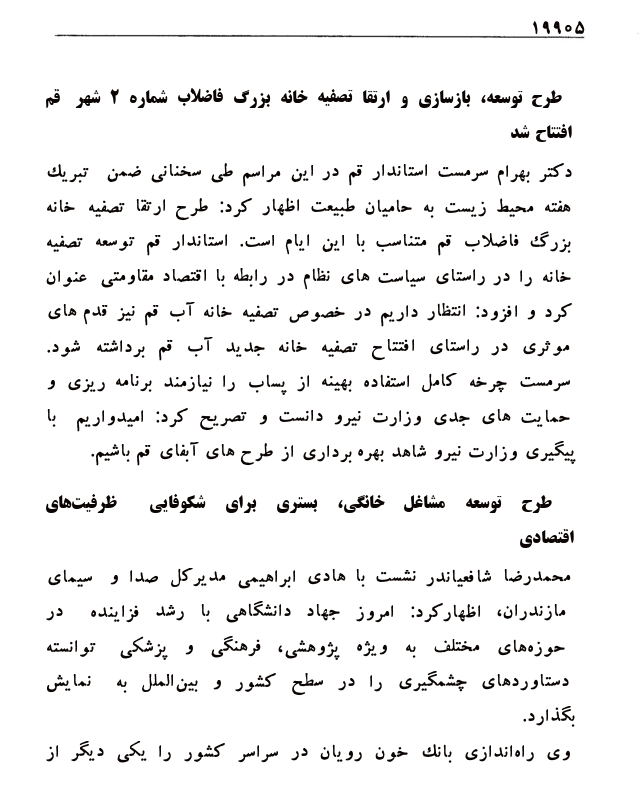 ۱۹۹۰۵
طرح توسعه، بازسازی و ارتقا تصفیه خانه بزرگ فاضلاب شماره ۲ شهر قم
افتتاح شد
دکتر بهرام سرمست استاندار قم در این مراسم طی سخنانی ضمن تبریک
هفته محیط زیست به حامیان طبیعت اظهار کرد: طرح ارتقا تصفیه خانه
بزرگ فاضلاب قم متناسب با این ایام است. استاندار قم توسعه تصفیه
خانه را در راستای سیاست های نظام در رابطه با اقتصاد مقاومتی عنوان
کرد و افزود: انتظار داریم در خصوص تصفیه خانه آب قم نیز قدم های
موثری در راستای افتتاح تصفیه خانه جدید آب قم برداشته شود.
سرمست چرخه کامل استفاده بهینه از پساب را نیازمند برنامه ریزی و
حمایت های جدی وزارت نیرو دانست و تصریح کرد: امیدواریم با
پیگیری وزارت نیرو شاهد بهره برداری از طرح های آبفای قم باشیم.
طرح توسعه مشاغل خانگی، بستری برای شکوفایی ظرفیت‌های
اقتصادی
محمدرضا شافعیاندر نشست با هادی ابراهیمی مدیرکل صدا و سیمای
مازندران، اظهارکرد: امروز جهاد دانشگاهی با رشد فزاینده در
حوزه‌های مختلف به ویژه پژوهشی، فرهنگی و پزشکی توانسته
دستاوردهای چشمگیری را در سطح کشور و بین‌الملل به نمایش
بگذارد.
وی راه‌اندازی بانک خون رویان در سراسر کشور را یکی دیگر از